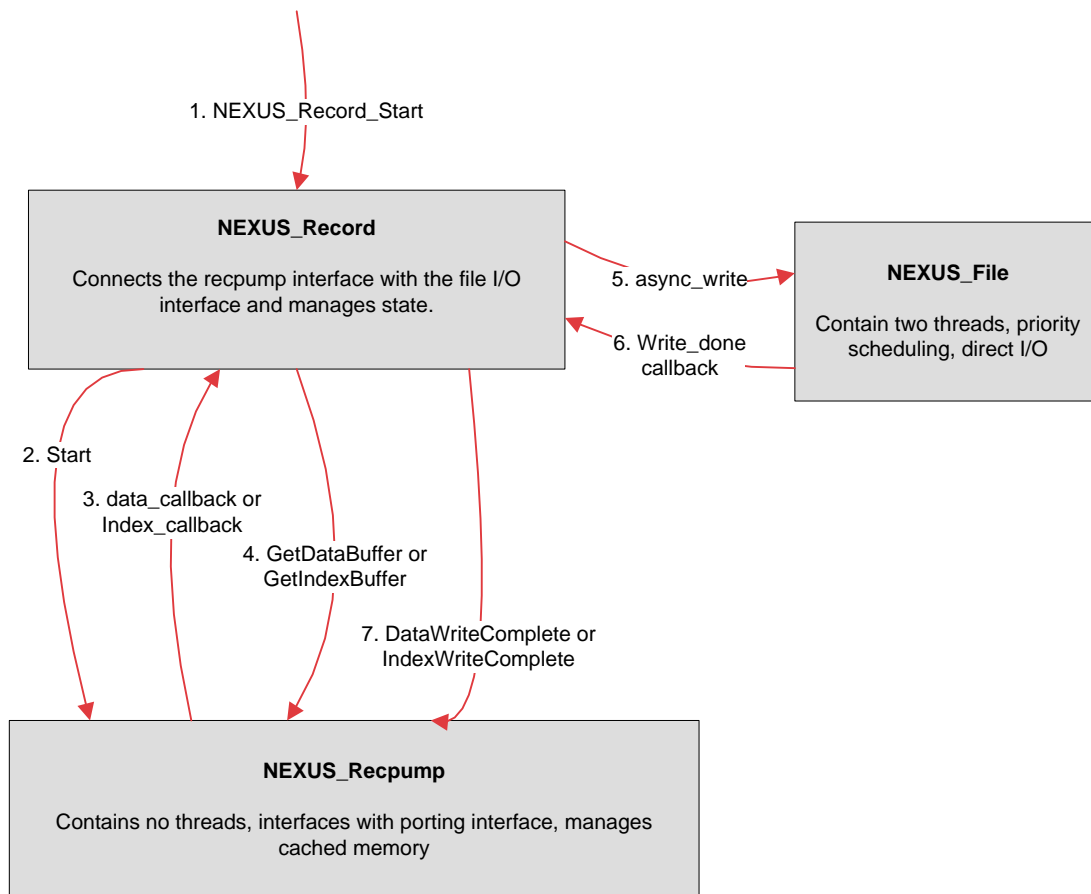 1. NEXUS_Record_Start
NEXUS_Record
Connects the recpump interface with the file I/O
interface and manages state.
5. async_write
NEXUS_File
Contain two threads, priority
scheduling, direct I/O
6. Write_done
callback
2. Start
3. data_callback or
Index_callback
4. GetDataBuffer or
GetIndexBuffer
7. DataWriteComplete or
IndexWriteComplete
NEXUS_Recpump
Contains no threads, interfaces with porting interface, manages
cached memory